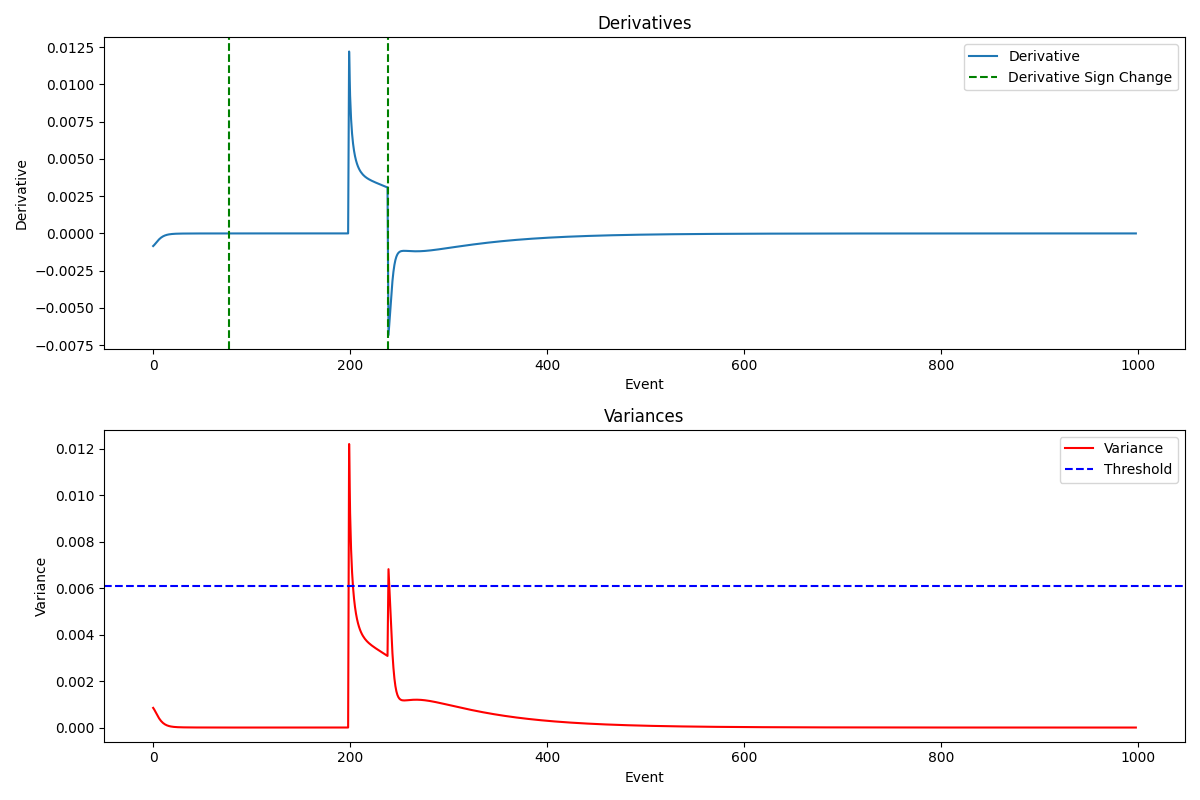 Derivatives
0.0125
0.0100
0.0075
0.0050
0.0025
0.0000
−0.0025
−0.0050
−0.0075
Derivative
Derivative
Derivative Sign Change
0 200 400 600 800 1000
Event
Variances
0.012
0.010
0.008
0.006
0.004
0.002
0.000
Variance
Variance
Threshold
0 200 400 600 800 1000
Event